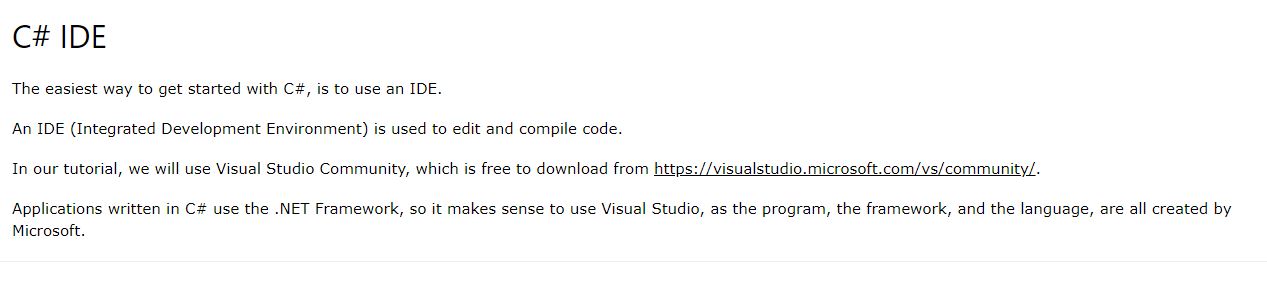 C# IDE
The easiest way to get started with C#, is to use an IDE.
An IDE (Integrated Development Environment) is used to edit and compile code.
In our tutorial, we will use Visual Studio Community, which is free to download from https://visualstudio.microsoft.com/vs/community/.
Applications written in C# use the .NET Framework, so it makes sense to use Visual Studio, as the program, the framework, and the language, are all created by
Microsoft.